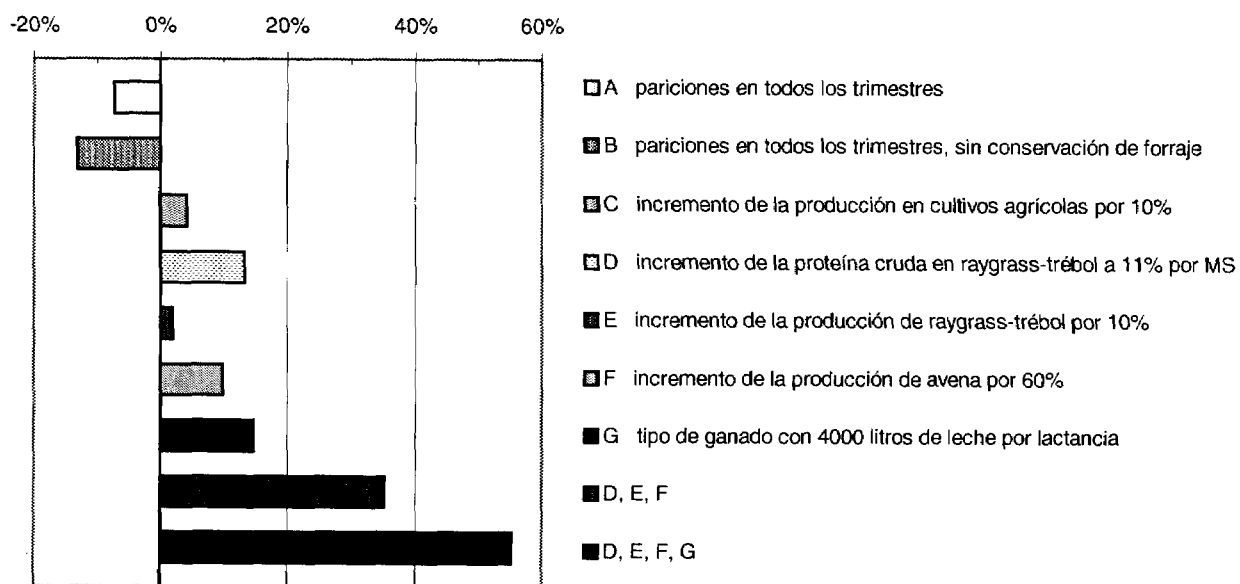 -20% 0% 20% 40% 60%
A pariciones en todos los trimestres
B pariciones en todos los trimestres, sin conservación de forraje
C incremento de la producción en cultivos agrícolas por 10%
D incremento de la proteína cruda en raygrass-trébol a 11% por MS
E incremento de la producción de raygrass-trébol por 10%
F incremento de la producción de avena por 60%
G tipo de ganado con 4000 litros de leche por lactancia
D, E, F
D, E, F, G